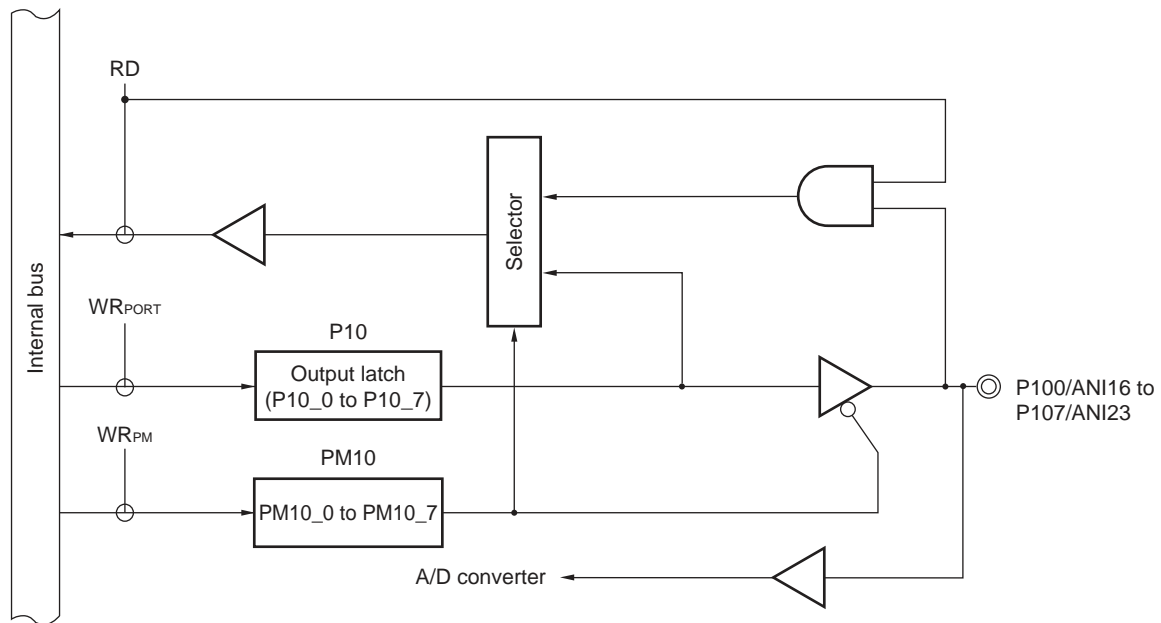 RD
Selector
Internal bus
WRPORT
P10
Output latch
(P10_0 to P10_7)
P100/ANI16 to
P107/ANI23
WRPM
PM10
PM10_0 to PM10_7
A/D converter